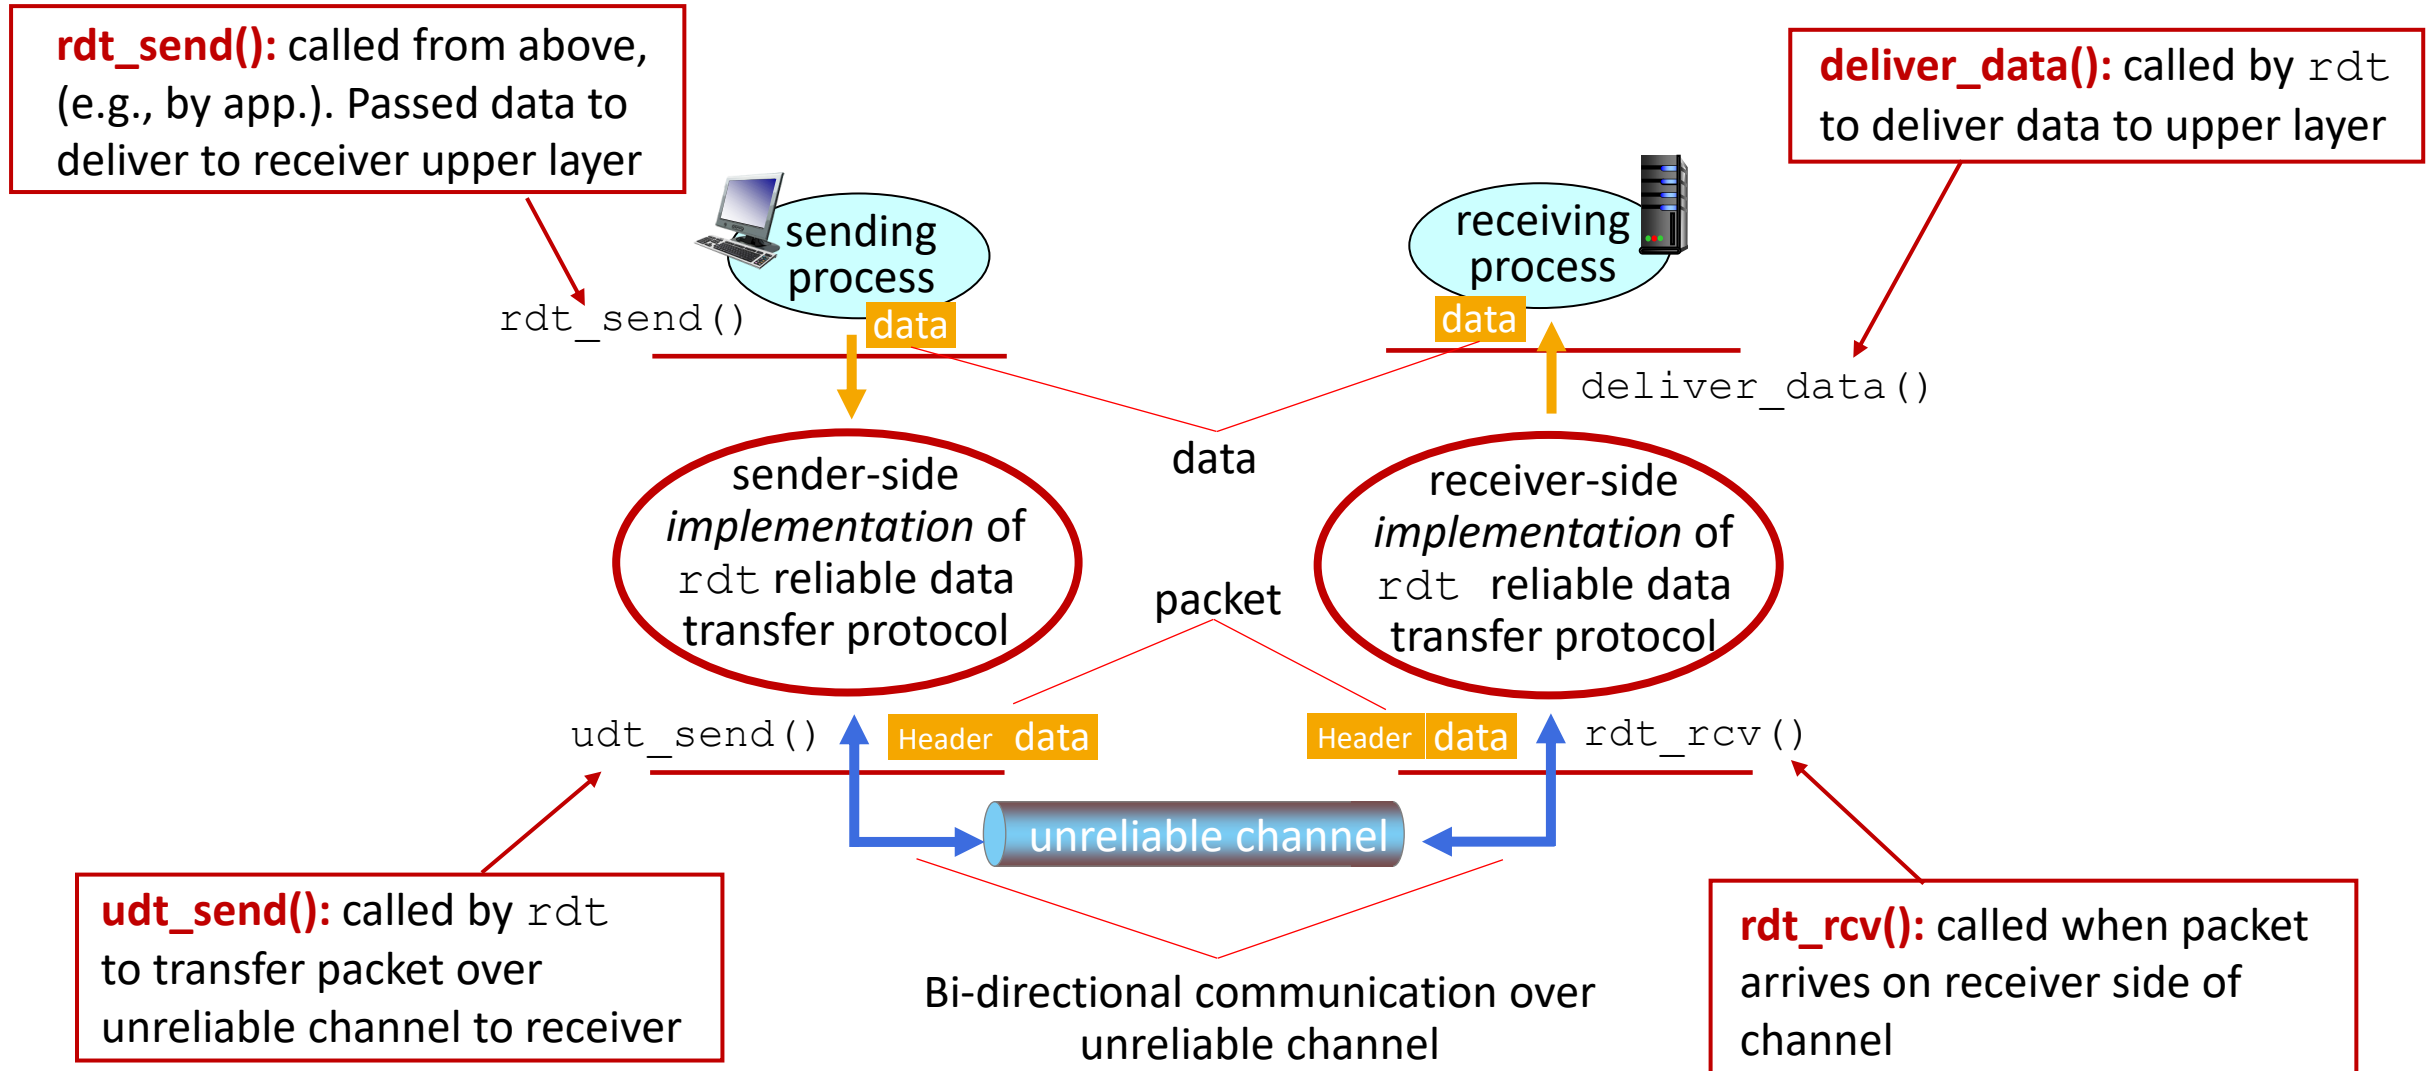 rdt_send(): called from above,
(e.g., by app.). Passed data to
deliver to receiver upper layer
deliver_data(): called by rdt
to deliver data to upper layer
sending
process
receiving
process
rdt_send()
data
data
deliver_data()
data
sender-side
implementation of
rdt reliable data
transfer protocol
receiver-side
implementation of
rdt reliable data
transfer protocol
packet
udt_send()
Header data
Header data
rdt_rcv()
unreliable channel
udt_send(): called by rdt
to transfer packet over
unreliable channel to receiver
Bi-directional communication over
unreliable channel
rdt_rcv(): called when packet
arrives on receiver side of
channel